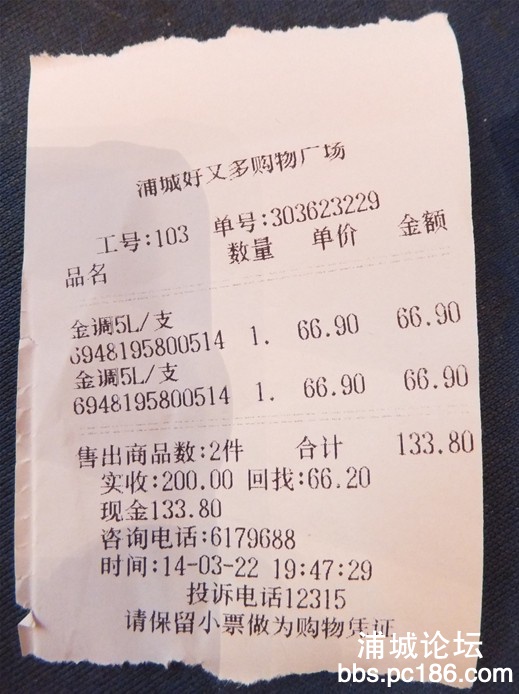 浦城好又多购物广场
工号:103 单号:303623229
品名 数量 单价 金额
金调5L/支
6948195800514 1. 66.90 66.90
金调5L/支
6948195800514 1. 66.90 66.90
售出商品数:2件 合计 133.80
实收:200.00 回找:66.20
现金133.80
咨询电话:6179688
时间:14-03-22 19:47:29
投诉电话12315
请保留小票做为购物凭证
浦城论坛
bbs.pc186.com